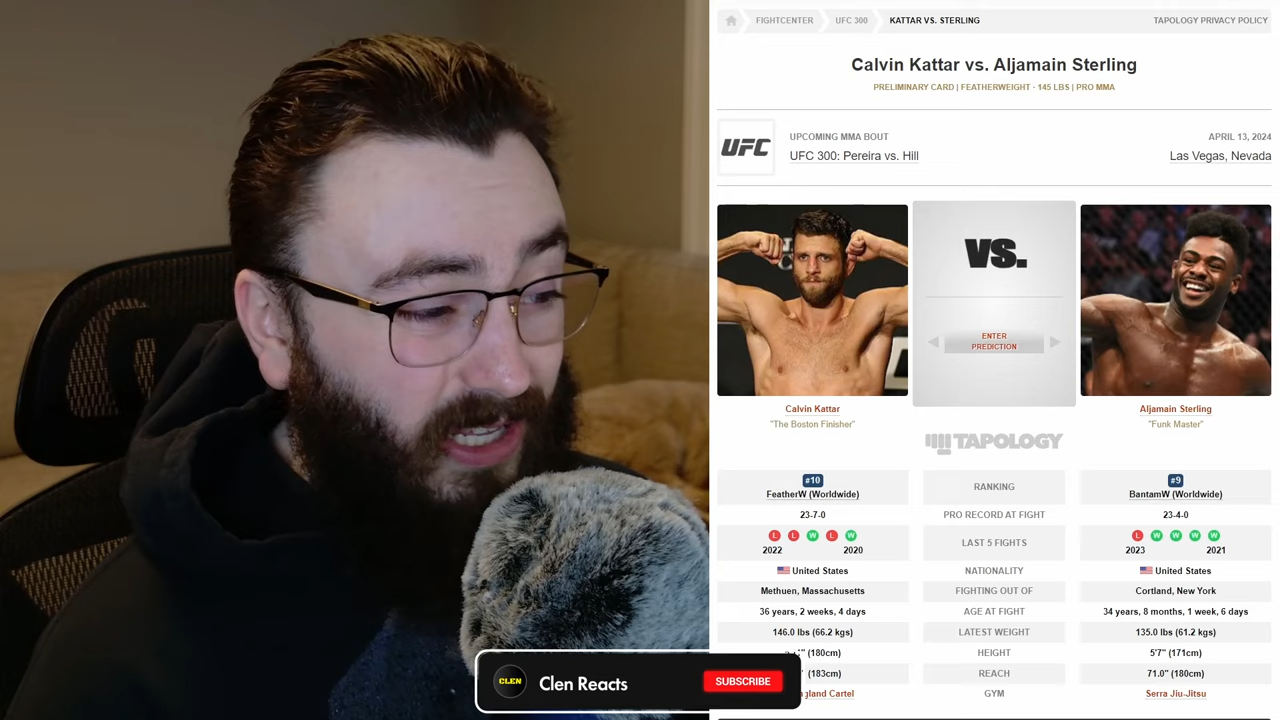 FIGHTCENTER UFC 300 KATTAR VS. STERLING TAPOLOGY PRIVACY POLICY
Calvin Kattar vs. Aljamain Sterling
PRELIMINARY CARD | FEATHERWEIGHT · 145 LBS | PRO MMA
UFC
UPCOMING MMA BOUT APRIL 13, 2024
UFC 300: Pereira vs. Hill Las Vegas, Nevada
VS.
ENTER
PREDICTION
Calvin Kattar Aljamain Sterling
"The Boston Finisher" "Funk Master"
TAPOLOGY
#10 RANKING #9
FeatherW (Worldwide) BantamW (Worldwide)
23-7-0 PRO RECORD AT FIGHT 23-4-0
L L W L W LAST 5 FIGHTS L W W W W
2022 2020 2023 2021
United States NATIONALITY United States
Methuen, Massachusetts FIGHTING OUT OF Cortland, New York
36 years, 2 weeks, 4 days AGE AT FIGHT 34 years, 8 months, 1 week, 6 days
146.0 lbs (66.2 kgs) LATEST WEIGHT 135.0 lbs (61.2 kgs)
(180cm) HEIGHT 5'7" (171cm)
(183cm) REACH 71.0" (180cm)
Cartel GYM Serra Jiu-Jitsu
CLEN Clen Reacts SUBSCRIBE